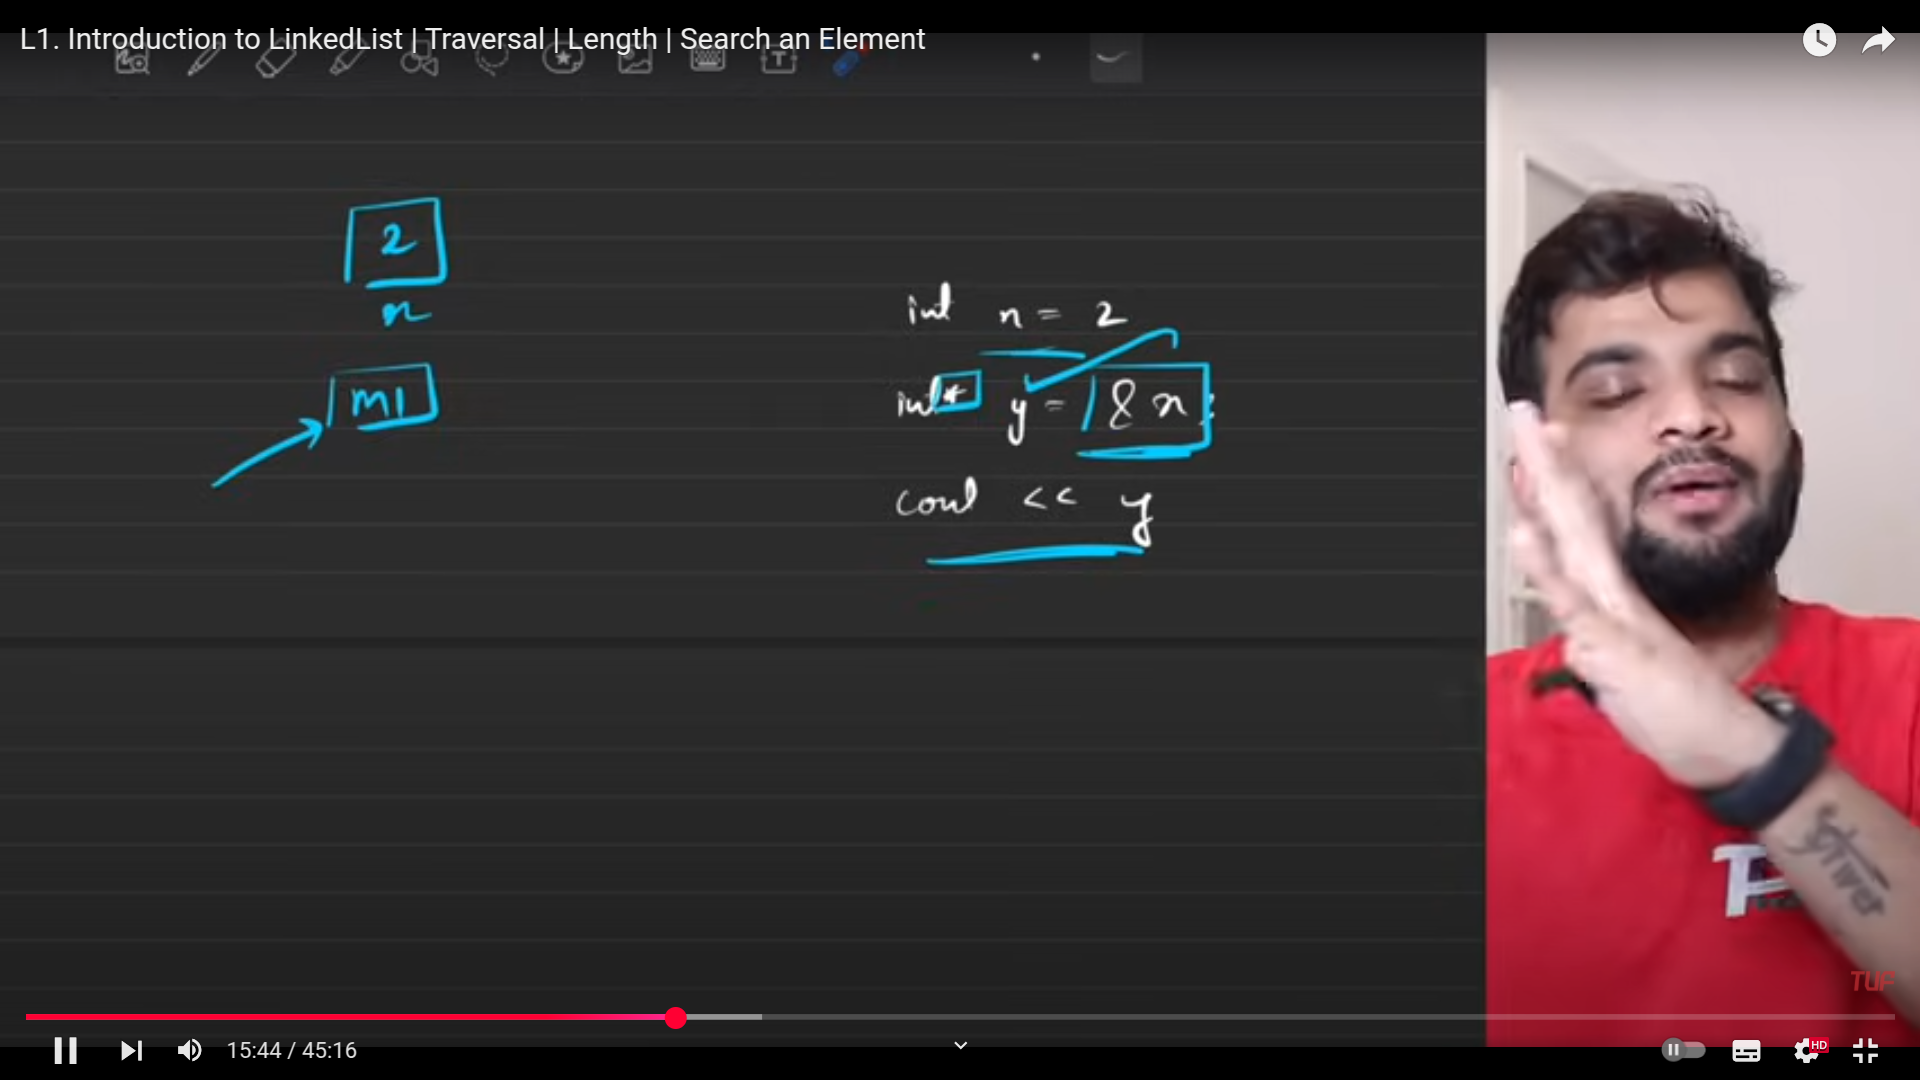 L1. Introduction to LinkedList | Traversal | Length | Search an Element
2
n
m1
int n = 2
int* y = &n;
cout << y
TUF
15:44 / 45:16
HD